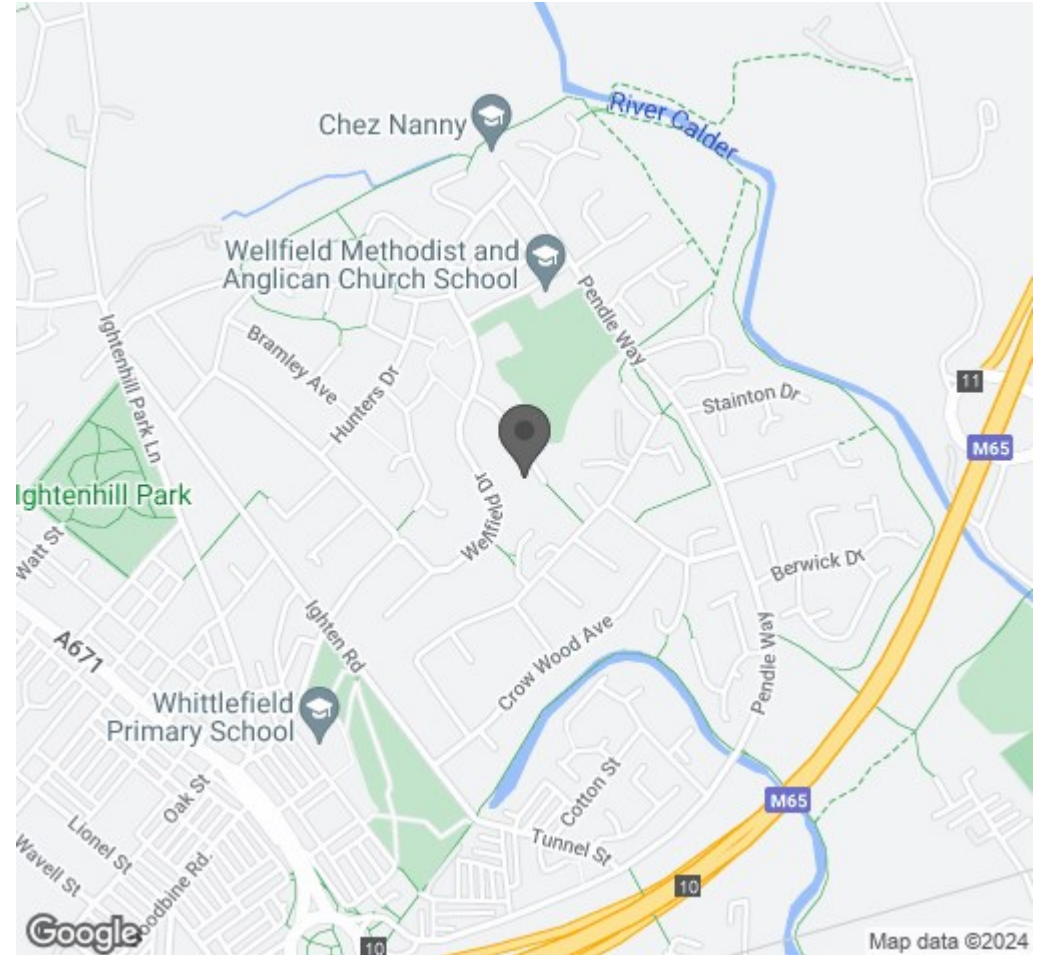 Chez Nanny
River Calder
Wellfield Methodist and
Anglican Church School
Pendle Way
11
Ightenhill Park Ln
Bramley Ave
Hunters Dr
Stainton Dr
M65
Ightenhill Park
Wellfield Dr
Watt St
Berwick Dr
A671
Ighten Rd
Crow Wood Ave
Pendle Way
Whittlefield
Primary School
Oak St
Cotton St
M65
Lionel St
Tunnel St
Wavell St
oodbine Rd.
10
10
Google
Map data ©2024